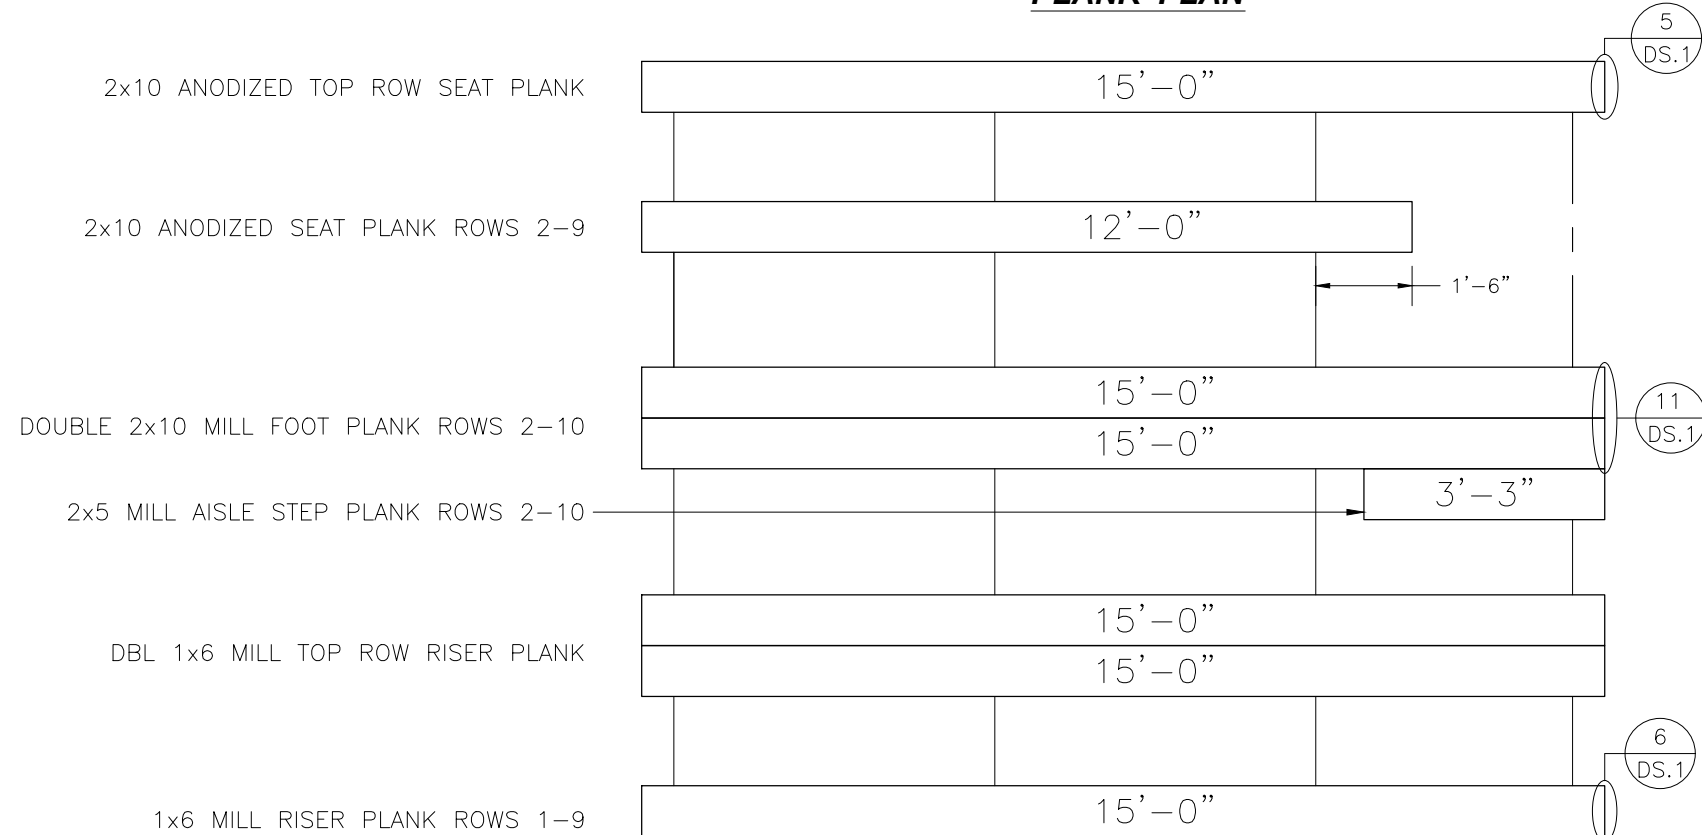 PLANK PLAN
5
DS.1
2x10 ANODIZED TOP ROW SEAT PLANK
15'-0"
2x10 ANODIZED SEAT PLANK ROWS 2-9
12'-0"
1'-6"
15'-0"
DOUBLE 2x10 MILL FOOT PLANK ROWS 2-10
15'-0"
11
DS.1
2x5 MILL AISLE STEP PLANK ROWS 2-10
3'-3"
15'-0"
DBL 1x6 MILL TOP ROW RISER PLANK
15'-0"
6
DS.1
1x6 MILL RISER PLANK ROWS 1-9
15'-0"